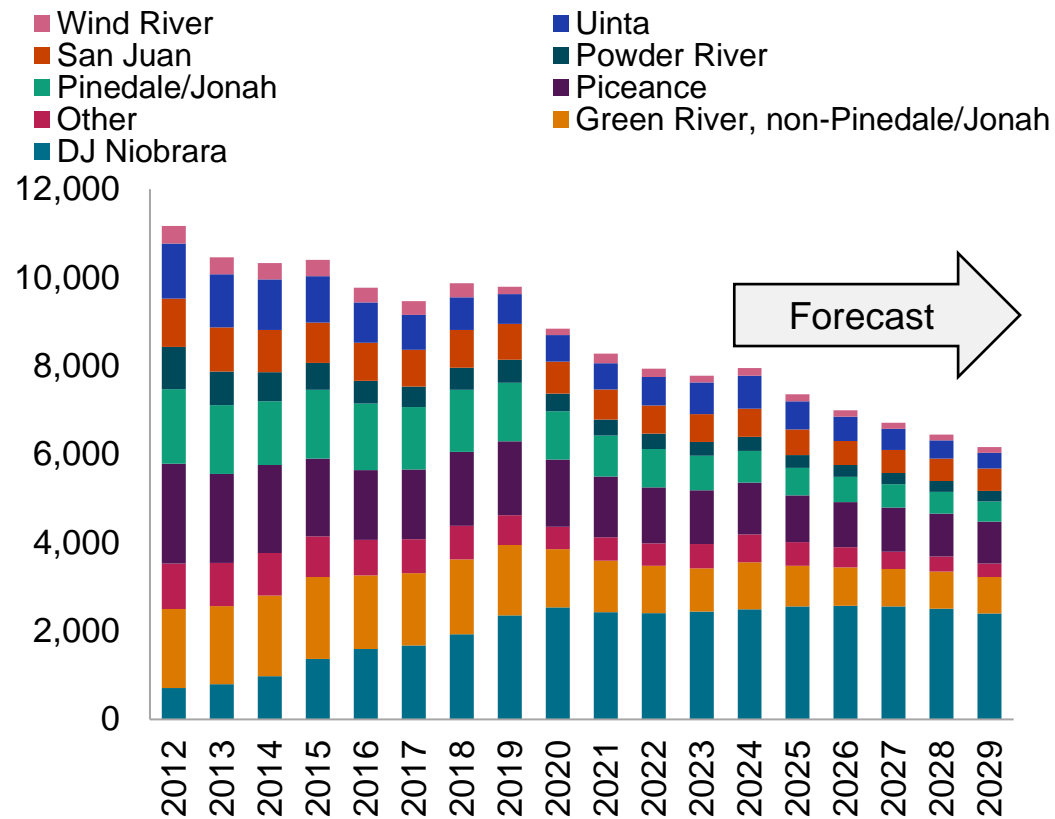 Wind River
Uinta
San Juan
Powder River
Pinedale/Jonah
Piceance
Other
Green River, non-Pinedale/Jonah
DJ Niobrara
12,000
10,000
8,000
6,000
4,000
2,000
0
Forecast
2012
2013
2014
2015
2016
2017
2018
2019
2020
2021
2022
2023
2024
2025
2026
2027
2028
2029